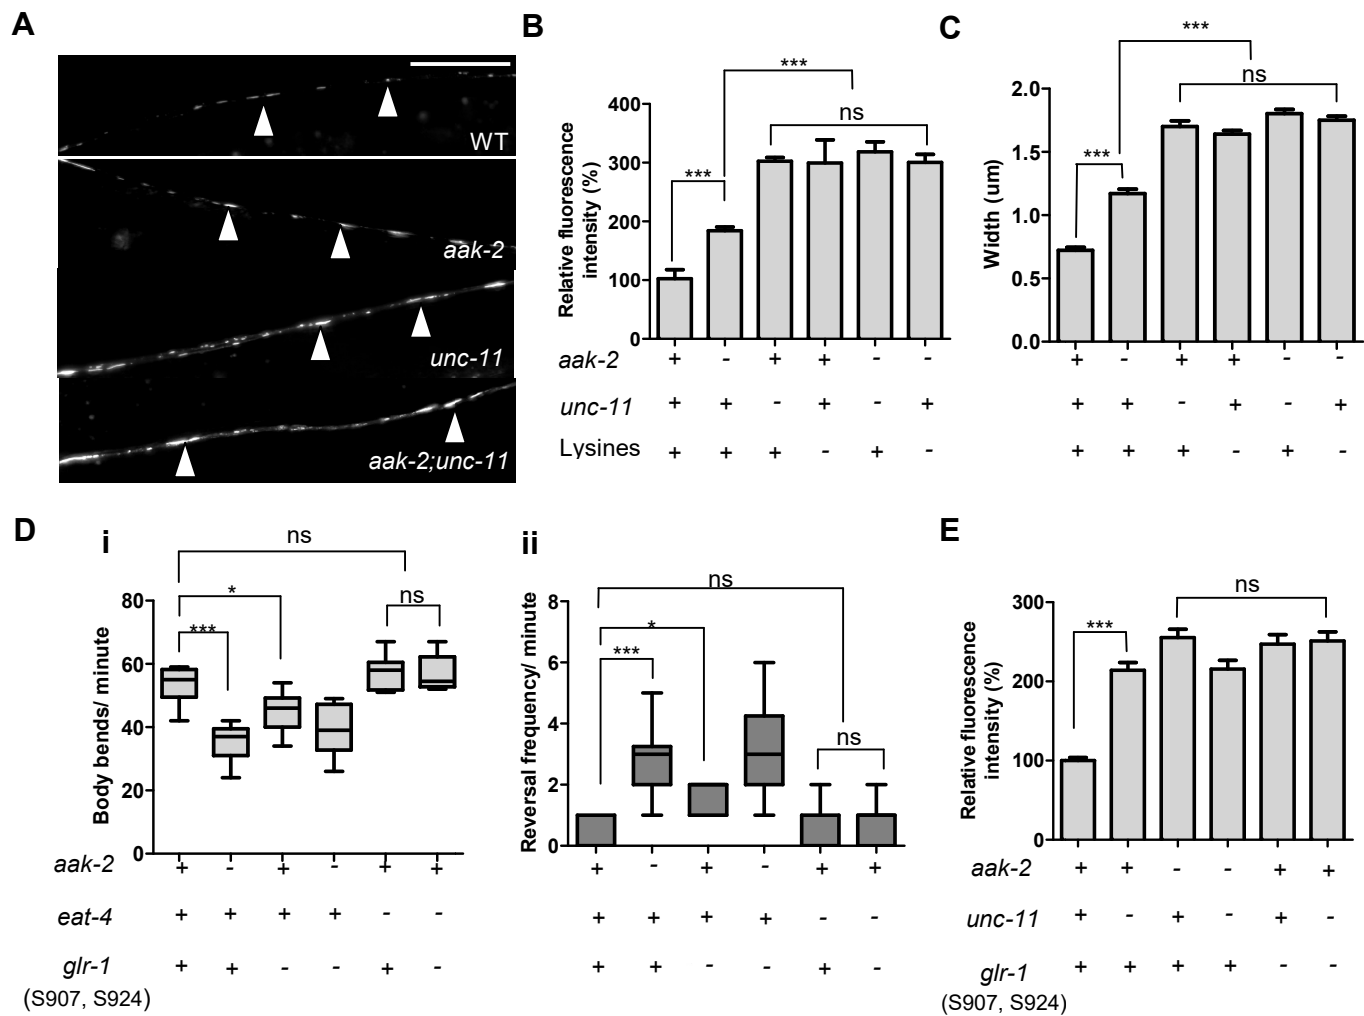 A
WT
aak-2
unc-11
aak-2;unc-11
B
***
ns
***
Relative fluorescence
intensity (%)
400
300
200
100
0
aak-2 + - + + - -
unc-11 + + - + - +
Lysines + + + - + -
C
***
ns
***
Width (um)
2.0
1.5
1.0
0.5
0.0
+ - + + - -
+ + - + - +
+ + + - + -
D
i
ns
*
***
ns
Body bends/ minute
80
60
40
20
0
aak-2 + - + - + +
eat-4 + + + + - -
glr-1 + + - - + -
(S907, S924)
ii
ns
*
***
ns
Reversal frequency/ minute
8
6
4
2
0
+ - + - + +
+ + + + - -
+ + - - + -
E
ns
***
Relative fluorescence
intensity (%)
300
200
100
0
aak-2 + + - - + +
unc-11 + - + - + -
glr-1 + + + + - -
(S907, S924)